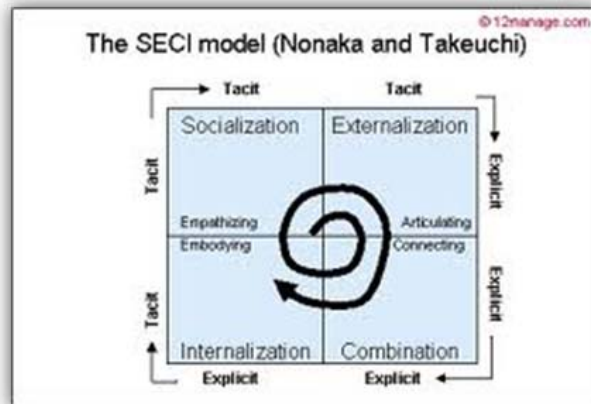 © 12manage.com
The SECI model (Nonaka and Takeuchi)
Tacit Tacit
Socialization Externalization
Tacit Explicit
Empathizing Articulating
Embodying Connecting
Tacit Explicit
Internalization Combination
Explicit Explicit